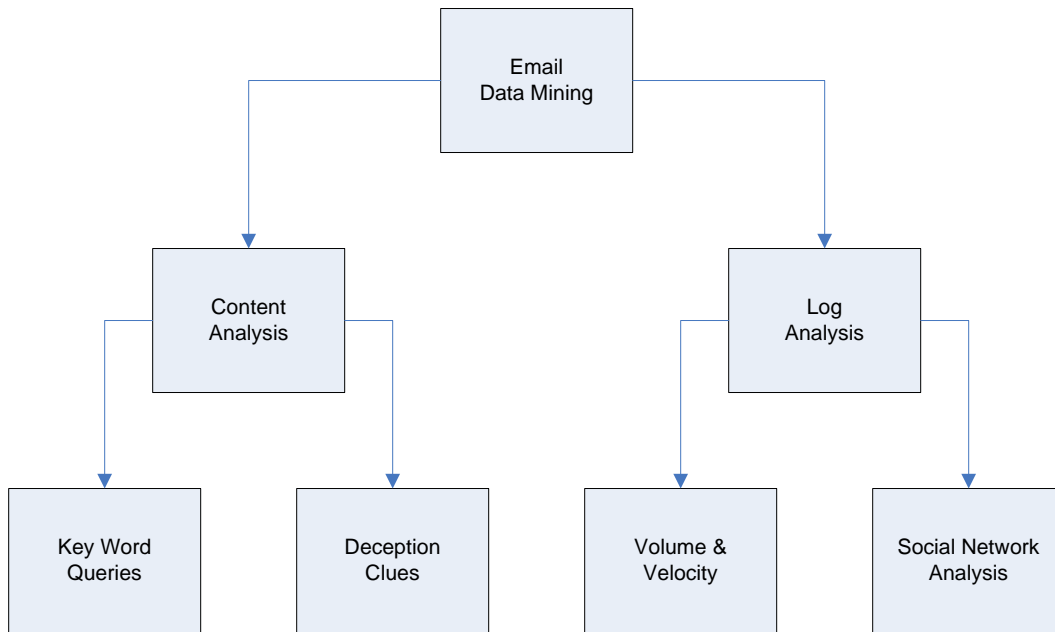 Email
Data Mining
Content
Analysis
Log
Analysis
Key Word
Queries
Deception
Clues
Volume &
Velocity
Social Network
Analysis